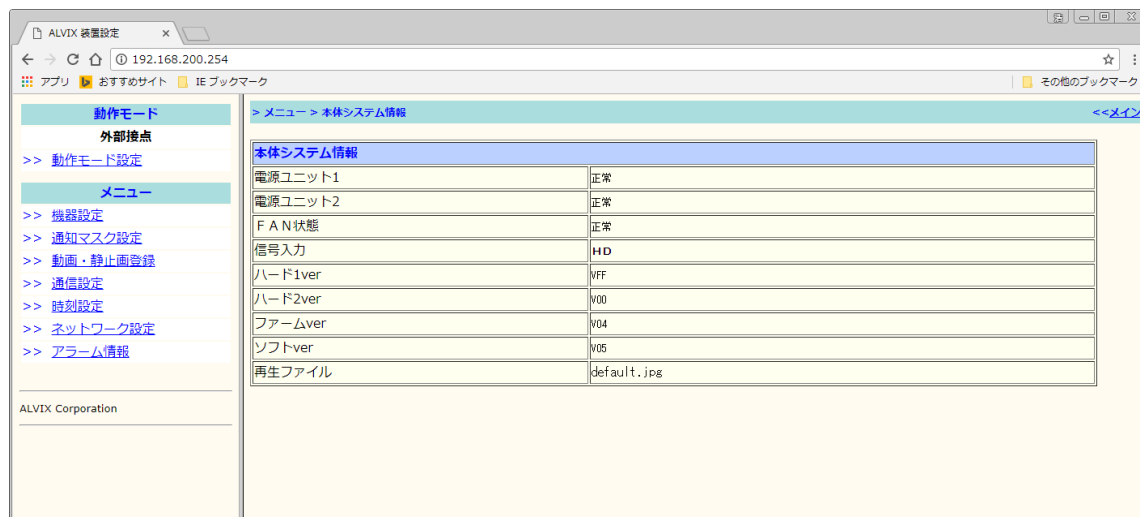 ALVIX 装置設定
192.168.200.254
アプリ おすすめサイト IE ブックマーク その他のブックマーク
動作モード
外部接点
>> 動作モード設定
メニュー
>> 機器設定
>> 通知マスク設定
>> 動画・静止画登録
>> 通信設定
>> 時刻設定
>> ネットワーク設定
>> アラーム情報
ALVIX Corporation
> メニュー > 本体システム情報 <<メイン
本体システム情報
電源ユニット1 正常
電源ユニット2 正常
ＦＡＮ状態 正常
信号入力 HD
ハード1ver VFF
ハード2ver V00
ファームver V04
ソフトver V05
再生ファイル default.jpg